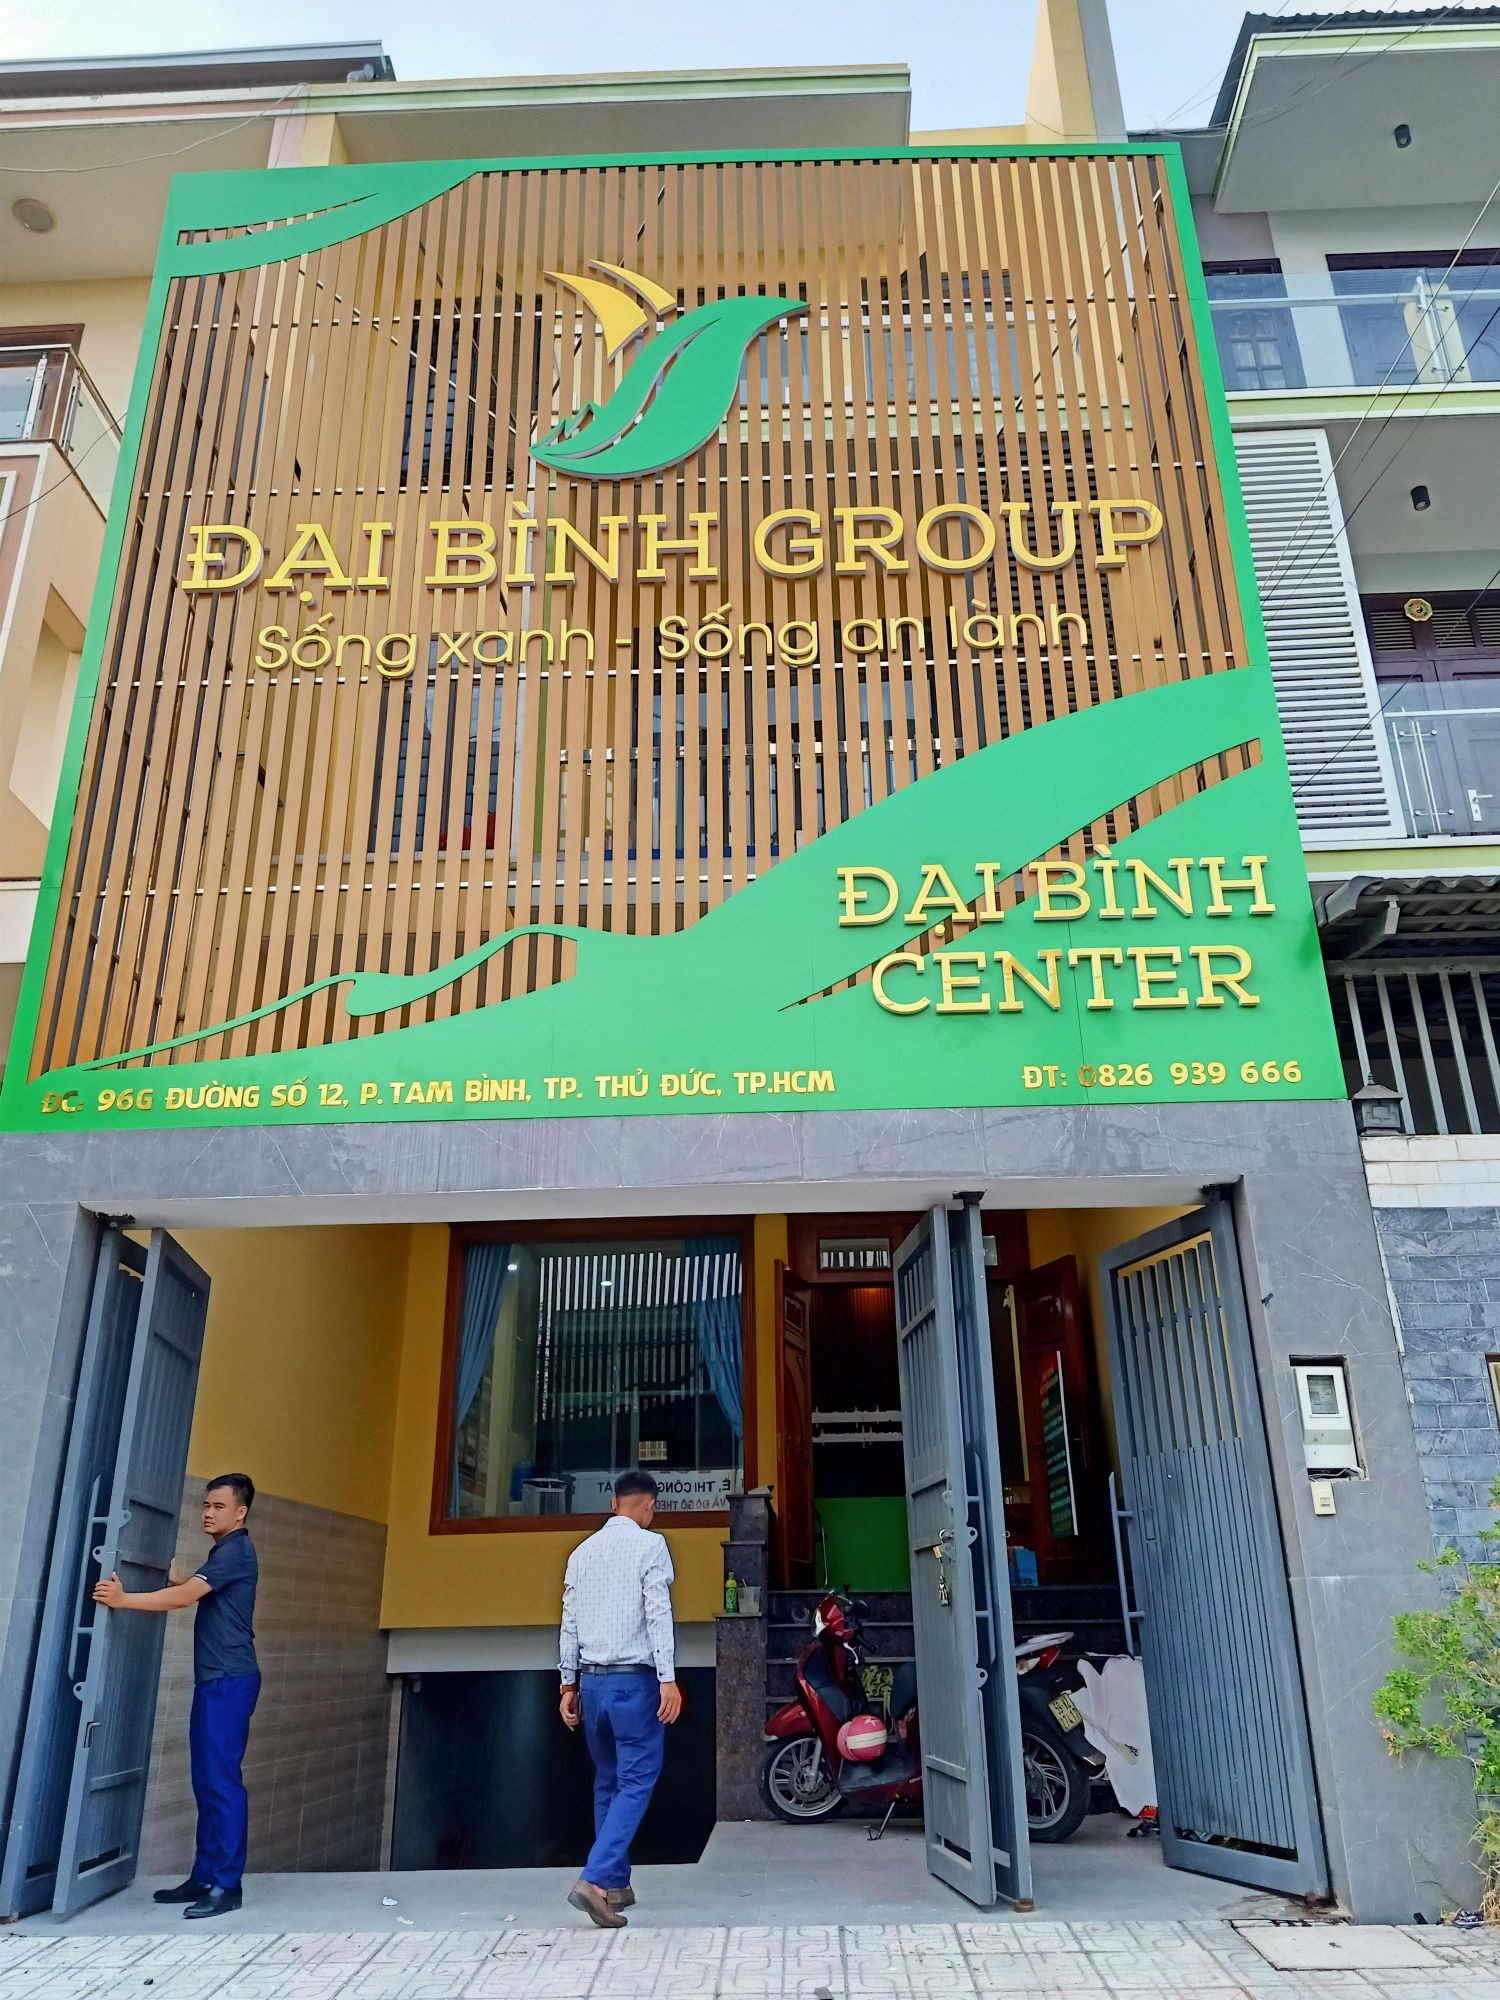 ĐẠI BÌNH GROUP
Sống xanh - Sống an lành
ĐẠI BÌNH
CENTER
ĐC: 96G ĐƯỜNG SỐ 12, P. TAM BÌNH, TP. THỦ ĐỨC, TP.HCM
ĐT: 0826 939 666